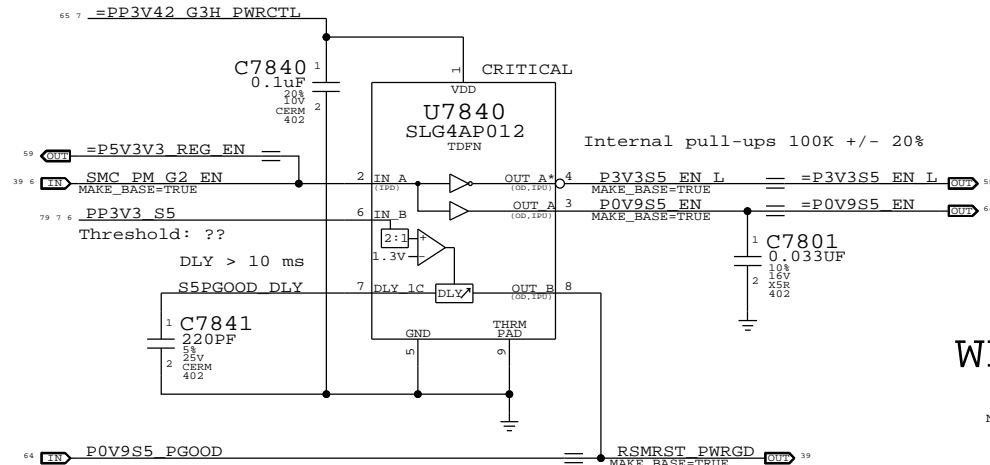 65 7 =PP3V42_G3H_PWRCTL
C7840 1
0.1uF
20%
10V
CERM 2
402
1 CRITICAL
VDD
U7840
SLG4AP012
TDFN
Internal pull-ups 100K +/- 20%
59 OUT =P5V3V3_REG_EN
39 6 IN SMC_PM_G2_EN 2 IN_A OUT_A* 4 P3V3S5_EN_L =P3V3S5_EN_L OUT
MAKE_BASE=TRUE (IPD) (OD,IPU) MAKE_BASE=TRUE
OUT_A 3 P0V9S5_EN =P0V9S5_EN OUT
(OD,IPU) MAKE_BASE=TRUE
79 7 6 PP3V3_S5 6 IN_B
Threshold: ??
2:1 +
1.3V -
DLY > 10 ms
1 C7801
0.033UF
10%
16V
2 X5R
402
S5PGOOD_DLY 7 DLY_1C DLY OUT_B 8
(OD,IPU)
1 C7841
220PF
5%
25V
2 CERM
402
GND THRM
PAD
5 9
W
64 IN P0V9S5_PGOOD RSMRST_PWRGD OUT 39
MAKE_BASE=TRUE